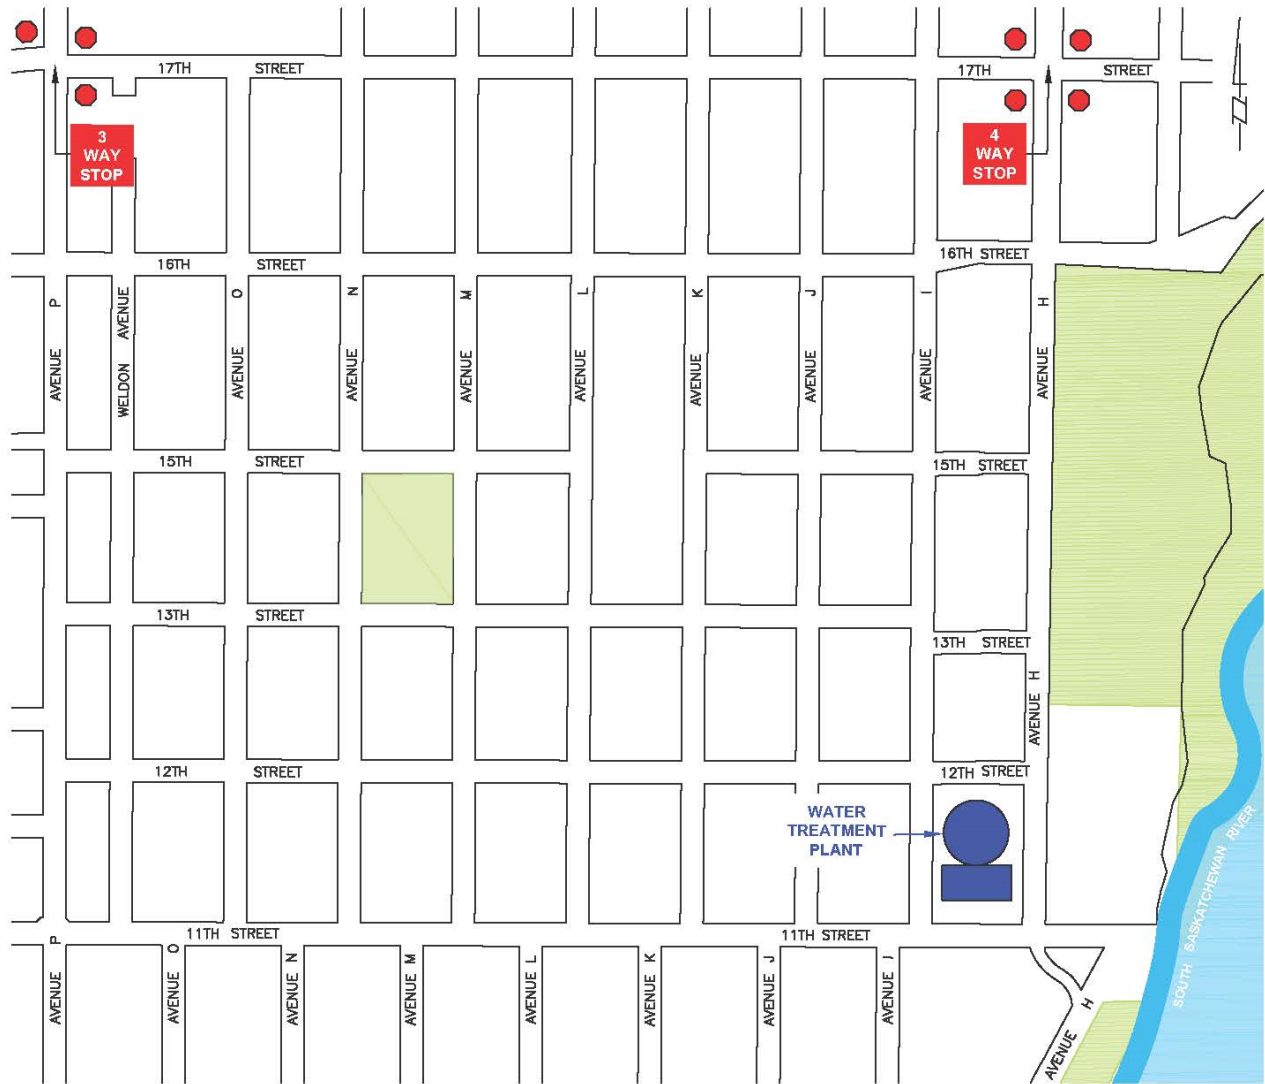 17TH STREET
17TH STREET
3
WAY
STOP
4
WAY
STOP
16TH STREET
16TH STREET
AVENUE P
WELDON AVENUE
AVENUE O
AVENUE N
AVENUE M
AVENUE L
AVENUE K
AVENUE J
AVENUE I
AVENUE H
15TH STREET
15TH STREET
13TH STREET
13TH STREET
AVENUE H
12TH STREET
12TH STREET
WATER
TREATMENT
PLANT
SOUTH SASKATCHEWAN RIVER
11TH STREET
11TH STREET
AVENUE P
AVENUE O
AVENUE N
AVENUE M
AVENUE L
AVENUE K
AVENUE J
AVENUE I
AVENUE H